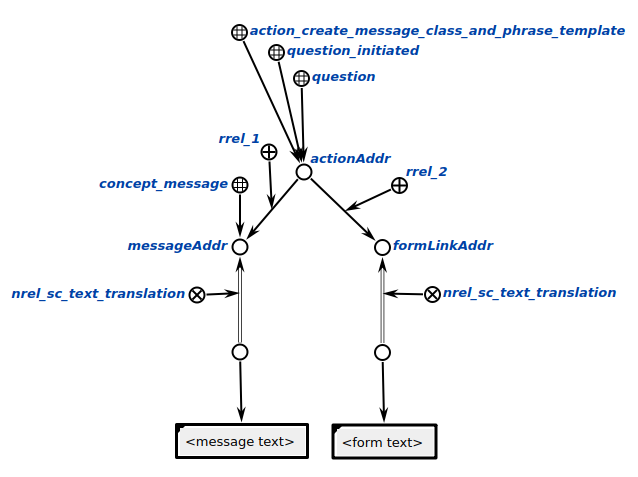 action_create_message_class_and_phrase_template
question_initiated
question
rrel_1
actionAddr
rrel_2
concept_message
messageAddr
formLinkAddr
nrel_sc_text_translation
nrel_sc_text_translation
<message text>
<form text>